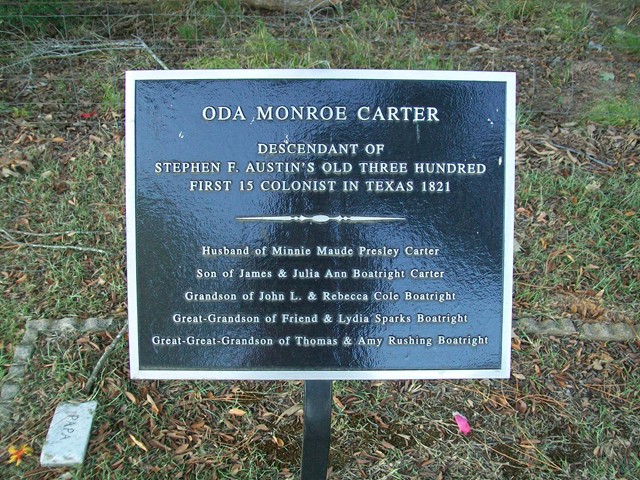 ODA MONROE CARTER
DESCENDANT OF
STEPHEN F. AUSTIN'S OLD THREE HUNDRED
FIRST 15 COLONIST IN TEXAS 1821
Husband of Minnie Maude Presley Carter
Son of James & Julia Ann Boatright Carter
Grandson of John L. & Rebecca Cole Boatright
Great-Grandson of Friend & Lydia Sparks Boatright
Great-Great-Grandson of Thomas & Amy Rushing Boatright
PAPA